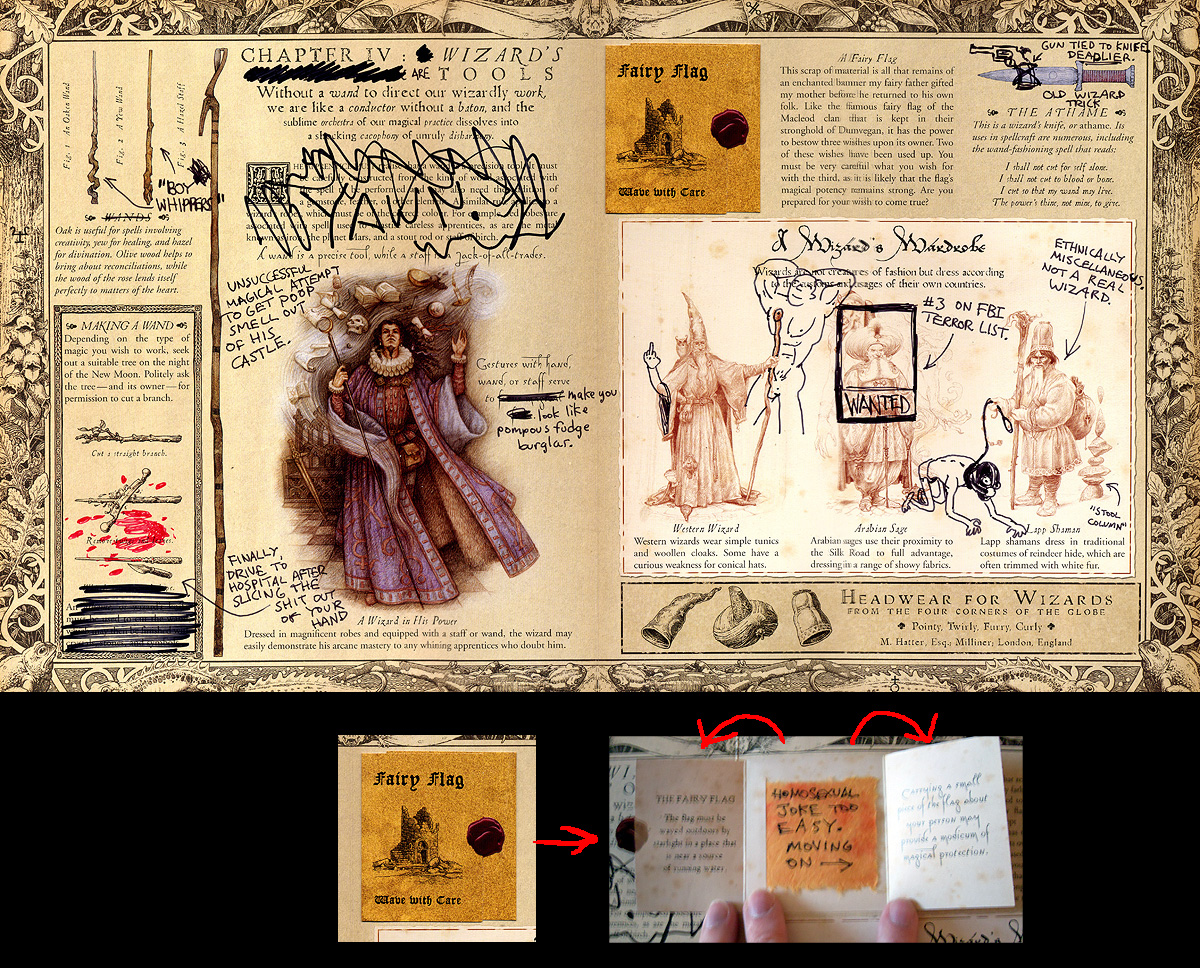 CHAPTER IV : WIZARD'S
ARE TOOLS
Without a wand to direct our wizardly work,
we are like a conductor without a baton, and the
sublime orchestra of our magical practice dissolves into
a shocking cacophony of unruly disharmony.
Fig. 1 An Oaken Wand
Fig. 2 A Yew Wand
Fig. 3 A Hazel Staff
"BOY
WHIPPERS"
WANDS
Oak is useful for spells involving
creativity, yew for healing, and hazel
for divination. Olive wood helps to
bring about reconciliations, while
the wood of the rose lends itself
perfectly to matters of the heart.
MAKING A WAND
Depending on the type of
magic you wish to work, seek
out a suitable tree on the night
of the New Moon. Politely ask
the tree — and its owner — for
permission to cut a branch.
Cut a straight branch.
FINALLY,
DRIVE TO
HOSPITAL AFTER
SLICING THE
SHIT OUT
OF YOUR
HAND
YAWN
A wand is a precise tool, while a staff Jack-of-all-trades.
UNSUCCESSFUL
MAGICAL ATTEMPT
TO GET POOP
SMELL OUT
OF HIS
CASTLE.
Gestures with hand,
wand, or staff serve
to make you
look like
pompous fudge
burglar.
A Wizard in His Power
Dressed in magnificent robes and equipped with a staff or wand, the wizard may
easily demonstrate his arcane mastery to any whining apprentices who doubt him.
Fairy Flag
Wave with Care
A Fairy Flag
This scrap of material is all that remains of
an enchanted banner my fairy father gifted
my mother before he returned to his own
folk. Like the famous fairy flag of the
Macleod clan that is kept in their
stronghold of Dunvegan, it has the power
to bestow three wishes upon its owner. Two
of these wishes have been used up. You
must be very careful what you wish for
with the third, as it is likely that the flag's
magical potency remains strong. Are you
prepared for your wish to come true?
GUN TIED TO KNIFE
DEADLIER.
OLD WIZARD
TRICK
THE ATHAME
This is a wizard's knife, or athame. Its
uses in spellcraft are numerous, including
the wand-fashioning spell that reads:
I shall not cut for self alone.
I shall not cut to blood or bone.
I cut so that my wand may live.
The power's thine, not mine, to give.
A Wizard's Wardrobe
Wizards are not creatures of fashion but dress according
to the customs and usages of their own countries.
#3 ON FBI
TERROR LIST.
WANTED
ETHNICALLY
MISCELLANEOUS,
NOT A REAL
WIZARD.
"STOOL
COLUMN"
Western Wizard
Western wizards wear simple tunics
and woollen cloaks. Some have a
curious weakness for conical hats.
Arabian Sage
Arabian sages use their proximity to
the Silk Road to full advantage,
dressing in a range of showy fabrics.
Lapp Shaman
Lapp shamans dress in traditional
costumes of reindeer hide, which are
often trimmed with white fur.
HEADWEAR FOR WIZARDS
FROM THE FOUR CORNERS OF THE GLOBE
Pointy, Twirly, Furry, Curly
M. Hatter, Esq.; Milliner; London, England
Fairy Flag
Wave with Care
THE FAIRY FLAG
The flag must be
waved outdoors by
starlight in a place that
is near a source
of running water.
HOMOSEXUAL
JOKE TOO
EASY.
MOVING
ON
Carrying a small
piece of the flag about
your person may
provide a modicum of
magical protection.